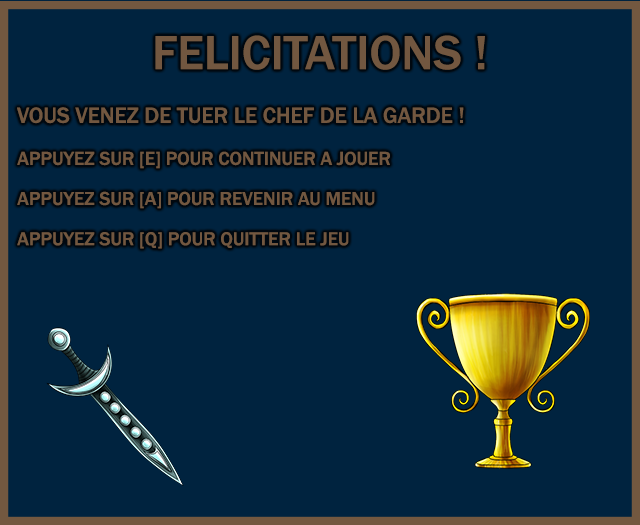 FELICITATIONS !
VOUS VENEZ DE TUER LE CHEF DE LA GARDE !
APPUYEZ SUR [E] POUR CONTINUER A JOUER
APPUYEZ SUR [A] POUR REVENIR AU MENU
APPUYEZ SUR [Q] POUR QUITTER LE JEU